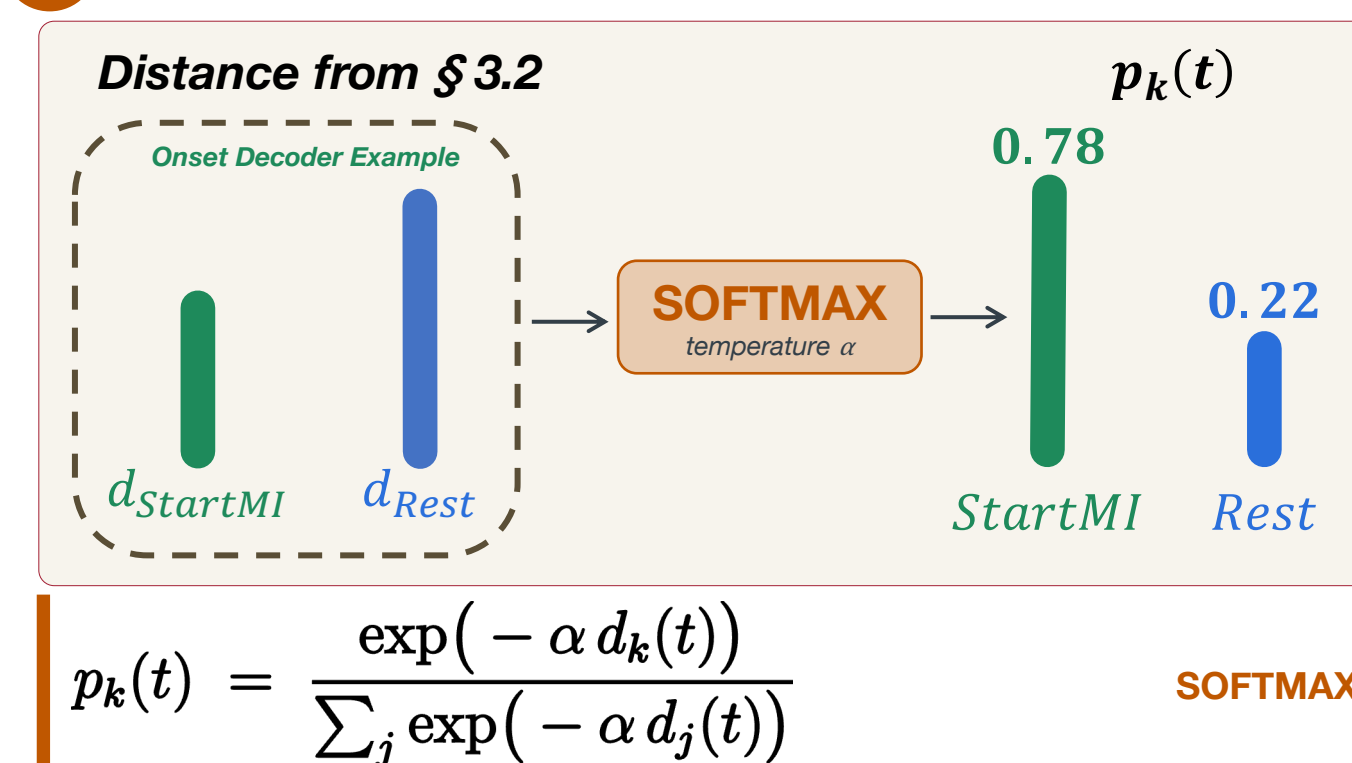 Distance from § 3.2
p_k(t)
Onset Decoder Example
0.78
0.22
SOFTMAX
temperature α
d_StartMI
d_Rest
StartMI
Rest
p_k(t) = exp(− α d_k(t)) / ∑_j exp(− α d_j(t))
SOFTMAX